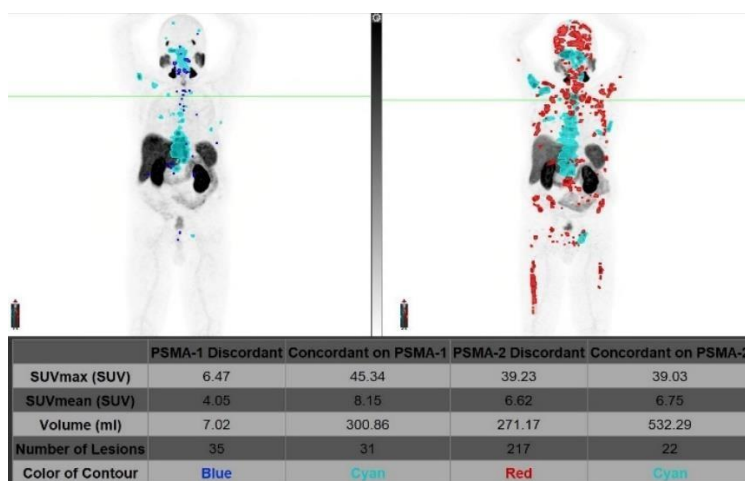 PSMA-1 Discordant Concordant on PSMA-1 PSMA-2 Discordant Concordant on PSMA-2
SUVmax (SUV) 6.47 45.34 39.23 39.03
SUVmean (SUV) 4.05 8.15 6.62 6.75
Volume (ml) 7.02 300.86 271.17 532.29
Number of Lesions 35 31 217 22
Color of Contour Blue Cyan Red Cyan